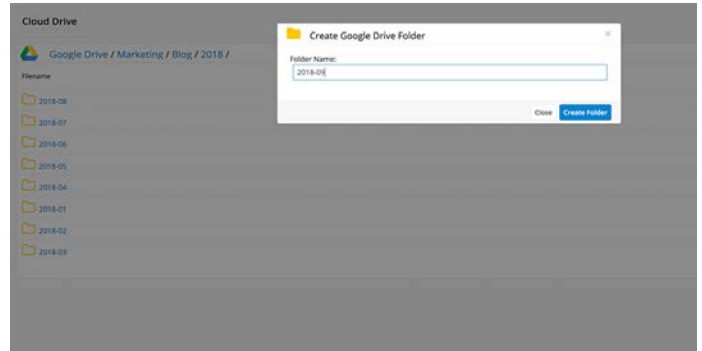 Cloud Drive
Create Google Drive Folder
×
Google Drive / Marketing / Blog / 2018 /
Folder Name:
Filename
2018-09
2018-08
Close Create Folder
2018-07
2018-06
2018-05
2018-04
2018-01
2018-02
2018-03